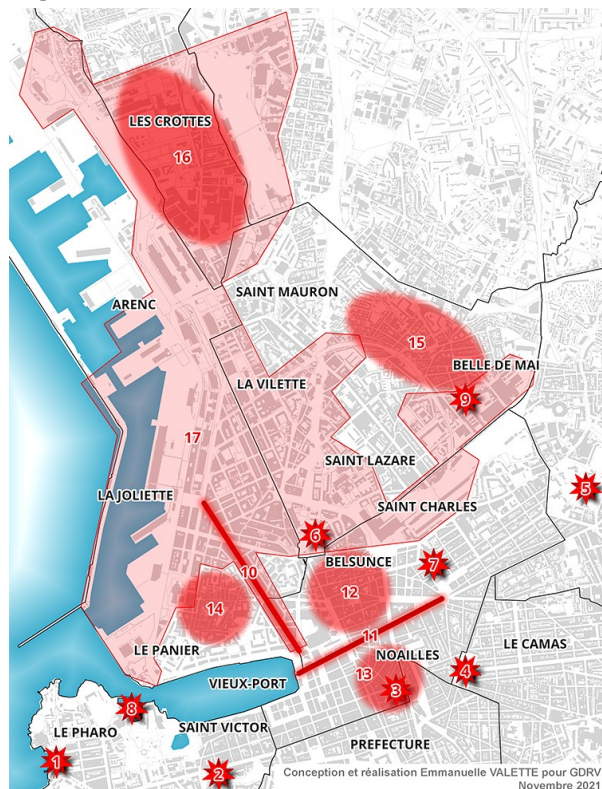 LES CROTTES
16
SAINT MAURON
ARENC
15
BELLE DE MAI
LA VILETTE
9
17
SAINT LAZARE
5
LA JOLIETTE
SAINT CHARLES
6
BELSUNCE
7
10
12
14
11
LE PANIER
NOAILLES
LE CAMAS
13
4
VIEUX-PORT
3
8
SAINT VICTOR
LE PHARO
PREFECTURE
1
2
Conception et réalisation Emmanuelle VALETTE pour GDRV
Novembre 2021